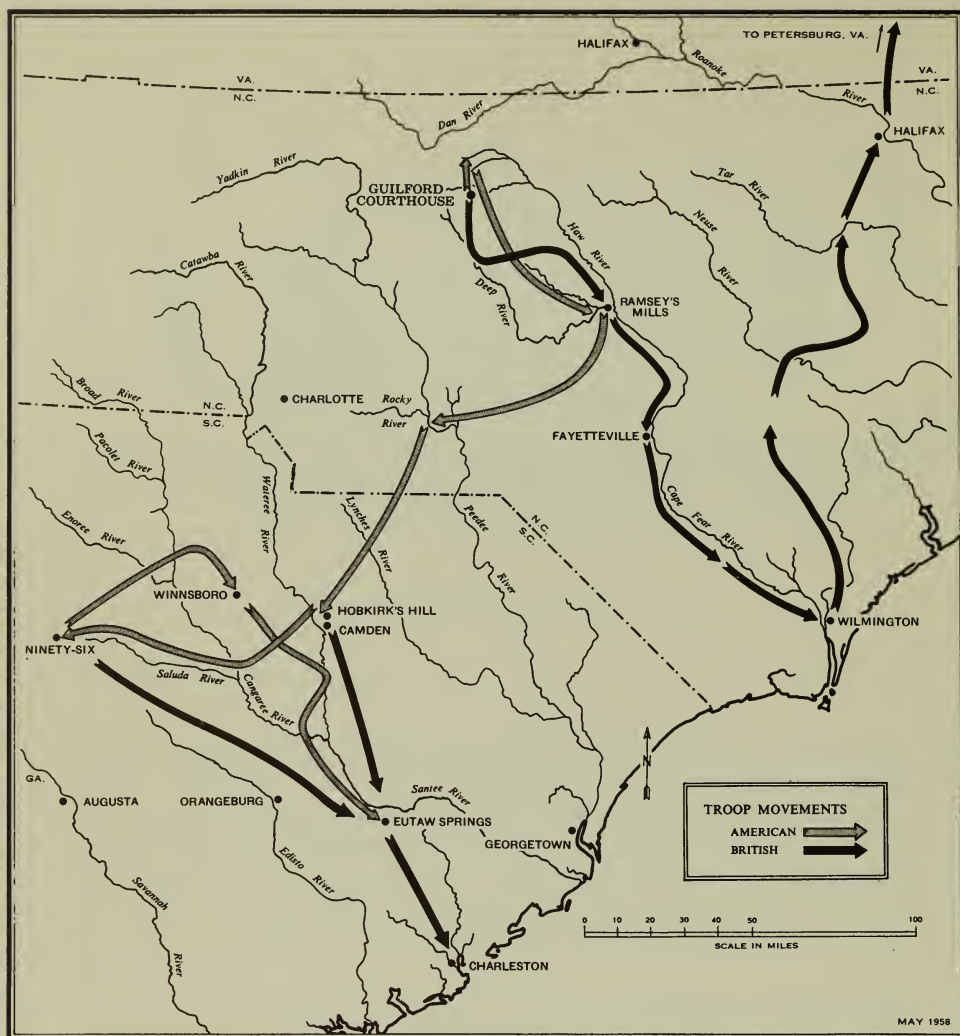 TO PETERSBURG, VA.
HALIFAX
Roanoke
VA.
N.C.
VA.
N.C.
River
Dan River
HALIFAX
Yadkin River
GUILFORD
COURTHOUSE
Tar
River
Neuse
River
Haw
River
Catawba
River
Deep
River
RAMSEY'S
MILLS
Broad River
N.C.
S.C.
CHARLOTTE
Rocky
River
Pacolet River
FAYETTEVILLE
Wateree River
Lynches
River
Peedee
River
N.C.
S.C.
Cape
Fear
River
Enoree River
WINNSBORO
HOBKIRK'S HILL
CAMDEN
WILMINGTON
NINETY-SIX
Saluda River
Cangaree River
N
GA.
AUGUSTA
ORANGEBURG
Santee
River
EUTAW SPRINGS
GEORGETOWN
Edisto
River
Savannah
River
CHARLESTON
TROOP MOVEMENTS
AMERICAN
BRITISH
0 10 20 30 40 50 100
SCALE IN MILES
MAY 1958